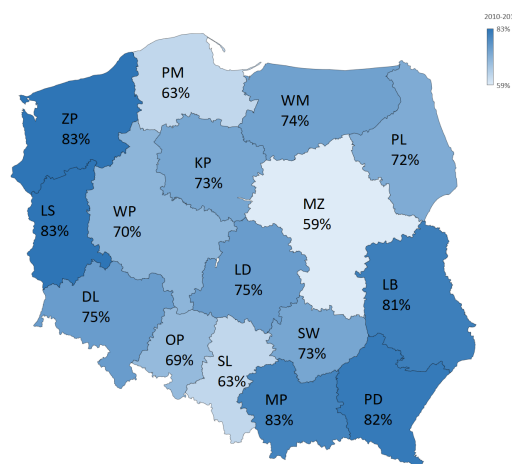 2010-201
83%
59%
PM
63%
WM
74%
ZP
83%
PL
72%
KP
73%
LS
83%
WP
70%
MZ
59%
LD
75%
LB
81%
DL
75%
OP
69%
SL
63%
SW
73%
MP
83%
PD
82%